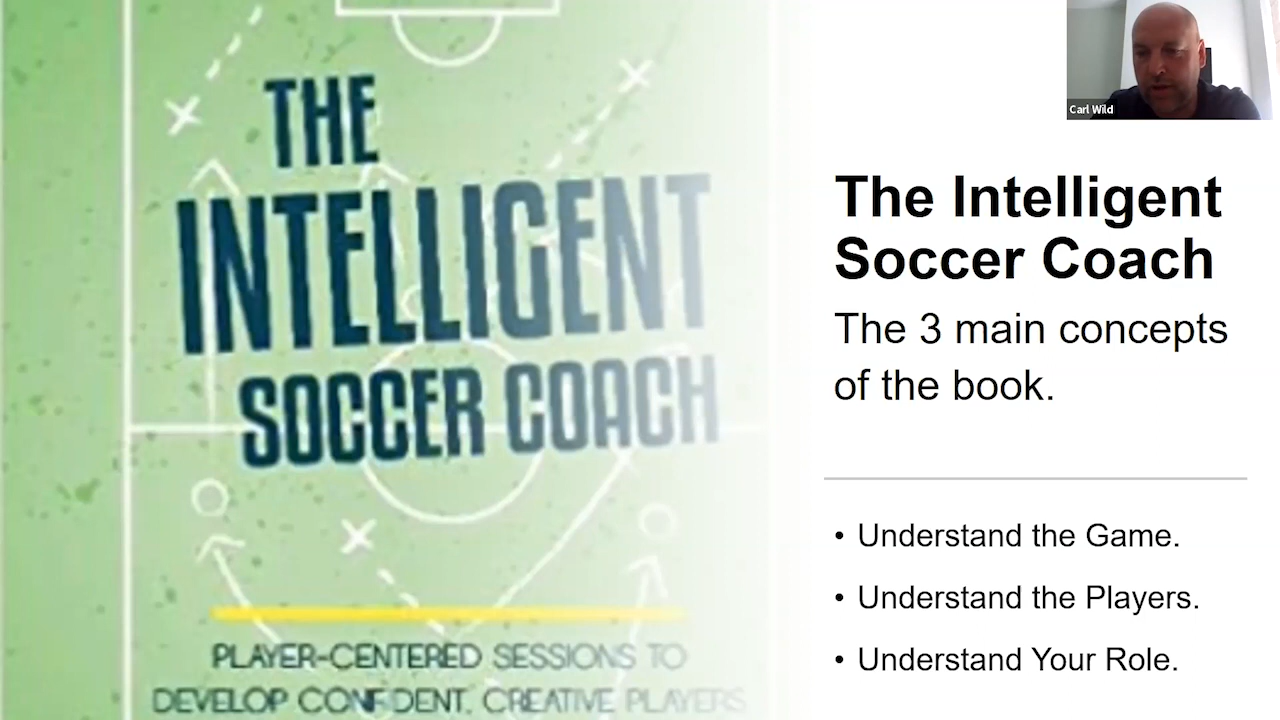 THE
INTELLIGENT
SOCCER COACH
PLAYER-CENTERED SESSIONS TO
DEVELOP CONFIDENT, CREATIVE PLAYERS
Carl Wild
The Intelligent
Soccer Coach
The 3 main concepts
of the book.
• Understand the Game.
• Understand the Players.
• Understand Your Role.